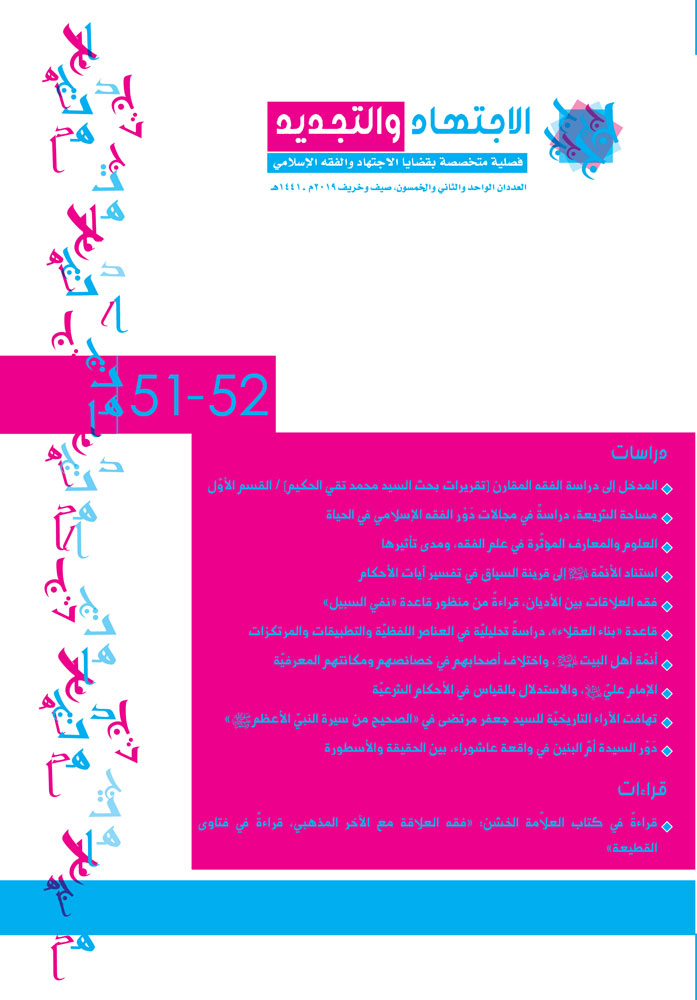 الاجتهاد والتجديد
فصلية متخصصة بقضايا الاجتهاد والفقه الإسلامي
العددان الواحد والثاني والخمسون، صيف وخريف ٢٠١٩م ـ ١٤٤١هـ
51-52
دراسات
المدخل إلى دراسة الفقه المقارن [تقريرات بحث السيد محمد تقي الحكيم] / القسم الأوّل
مساحة الشريعة، دراسةٌ في مجالات دَوْر الفقه الإسلامي في الحياة
العلوم والمعارف المؤثّرة في علم الفقه، ومدى تأثيرها
استناد الأئمّة إلى قرينة السياق في تفسير آيات الأحكام
فقه العلاقات بين الأديان، قراءةٌ من منظور قاعدة «نفي السبيل»
قاعدة «بناء العقلاء»، دراسةٌ تحليليّة في العناصر اللفظيّة والتطبيقات والمرتكزات
أئمّة أهل البيت، واختلاف أصحابهم في خصائصهم ومكانتهم المعرفيّة
الإمام عليّ، والاستدلال بالقياس في الأحكام الشرعيّة
تهافت الآراء التاريخيّة للسيد جعفر مرتضى في «الصحيح من سيرة النبيّ الأعظم ﷺ»
دَوْر السيدة أمّ البنين في واقعة عاشوراء، بين الحقيقة والأسطورة
قراءات
قراءةٌ في كتاب العلاّمة الخشن: «فقه العلاقة مع الآخر المذهبي، قراءةٌ في فتاوى
القطيعة»